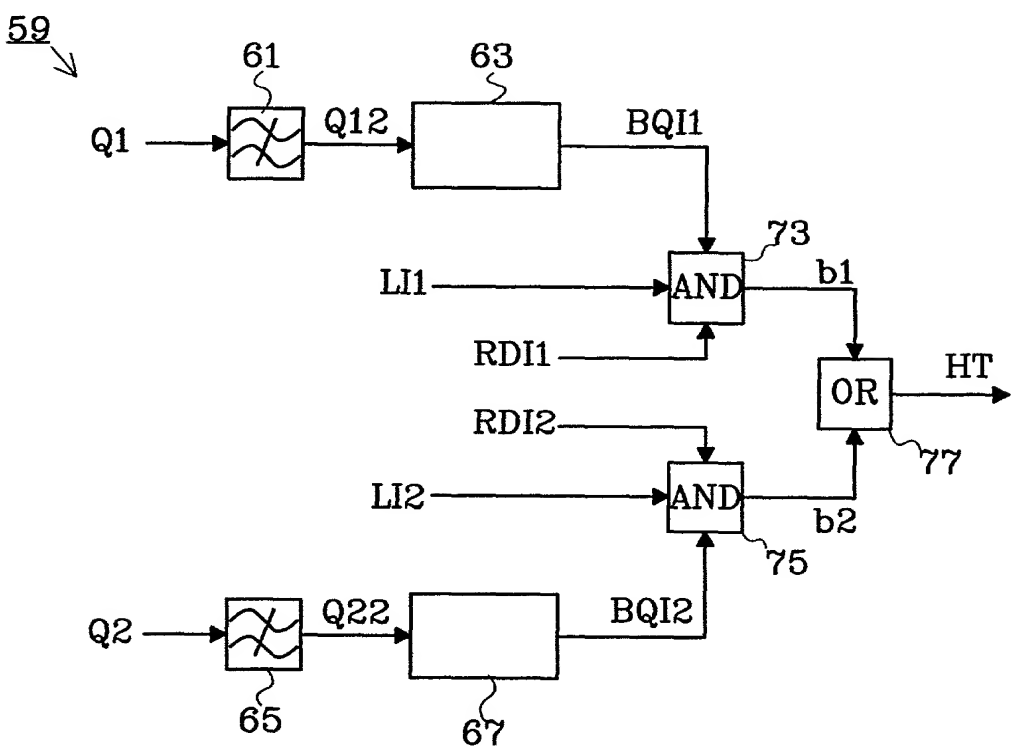 59
61
63
Q1
Q12
BQI1
73
LI1
AND
b1
RDI1
HT
OR
RDI2
77
LI2
AND
b2
75
Q2
Q22
BQI2
65
67